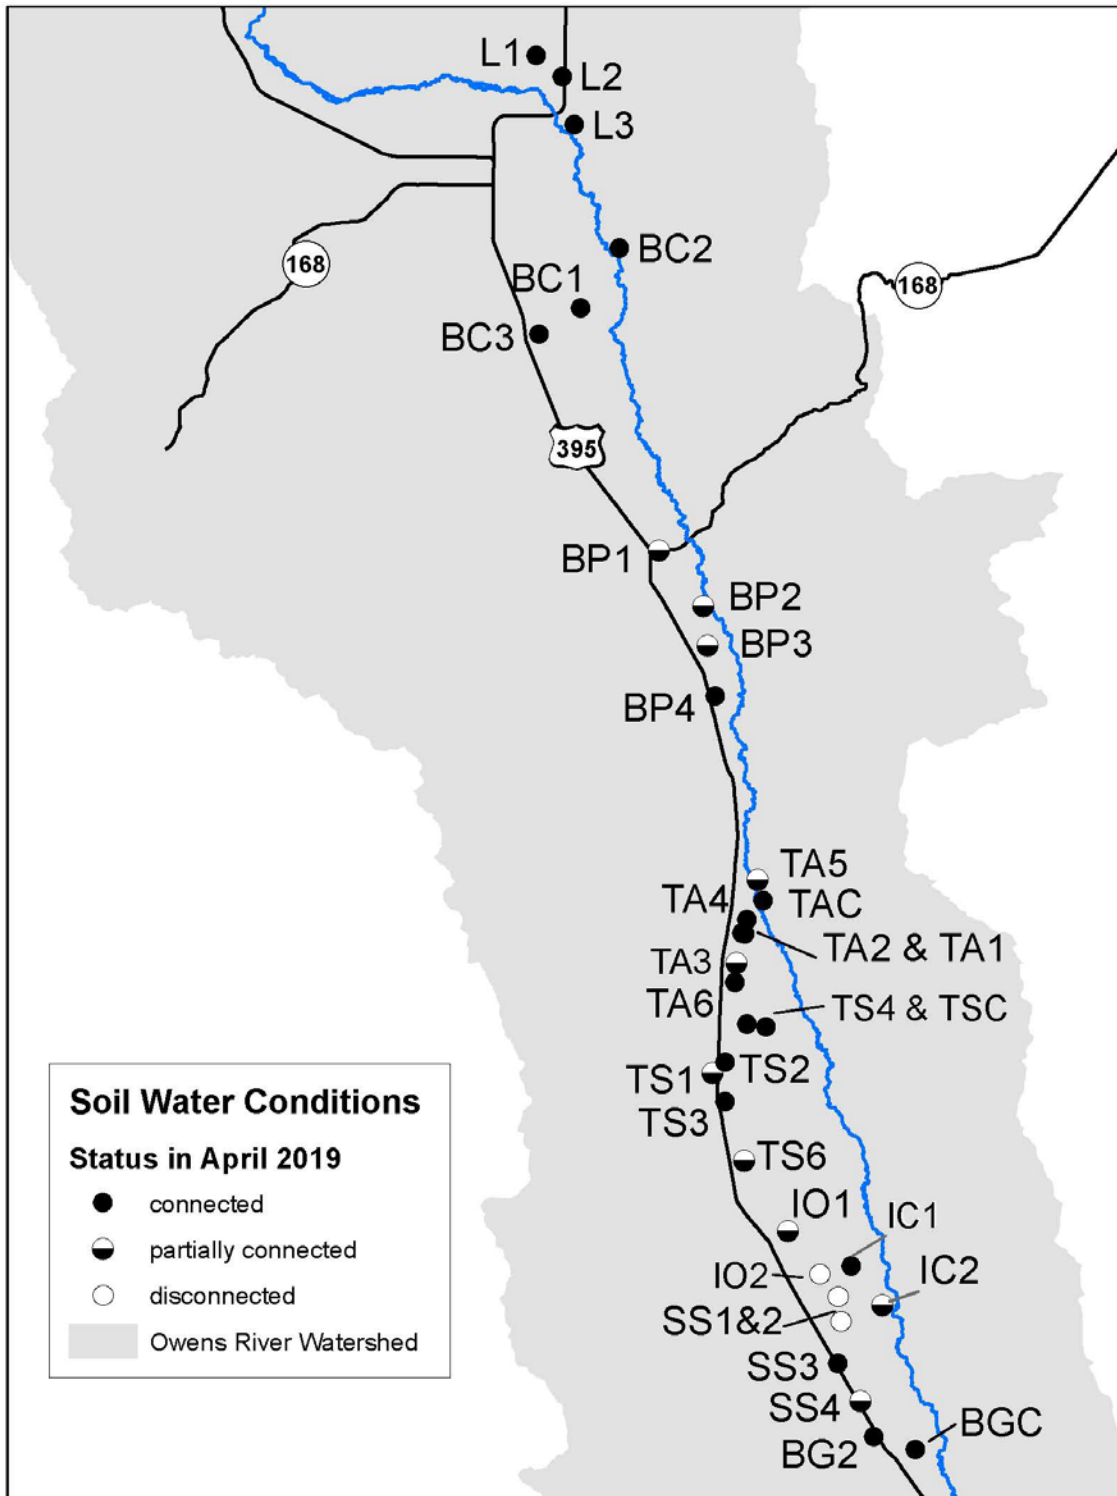 L1
L2
L3
BC2
168
BC1
168
BC3
395
BP1
BP2
BP3
BP4
TA5
TA4
TAC
TA2 & TA1
TA3
TA6
TS4 & TSC
TS2
TS1
TS3
TS6
IO1
IC1
IO2
IC2
SS1&2
SS3
SS4
BGC
BG2
Soil Water Conditions
Status in April 2019
connected
partially connected
disconnected
Owens River Watershed